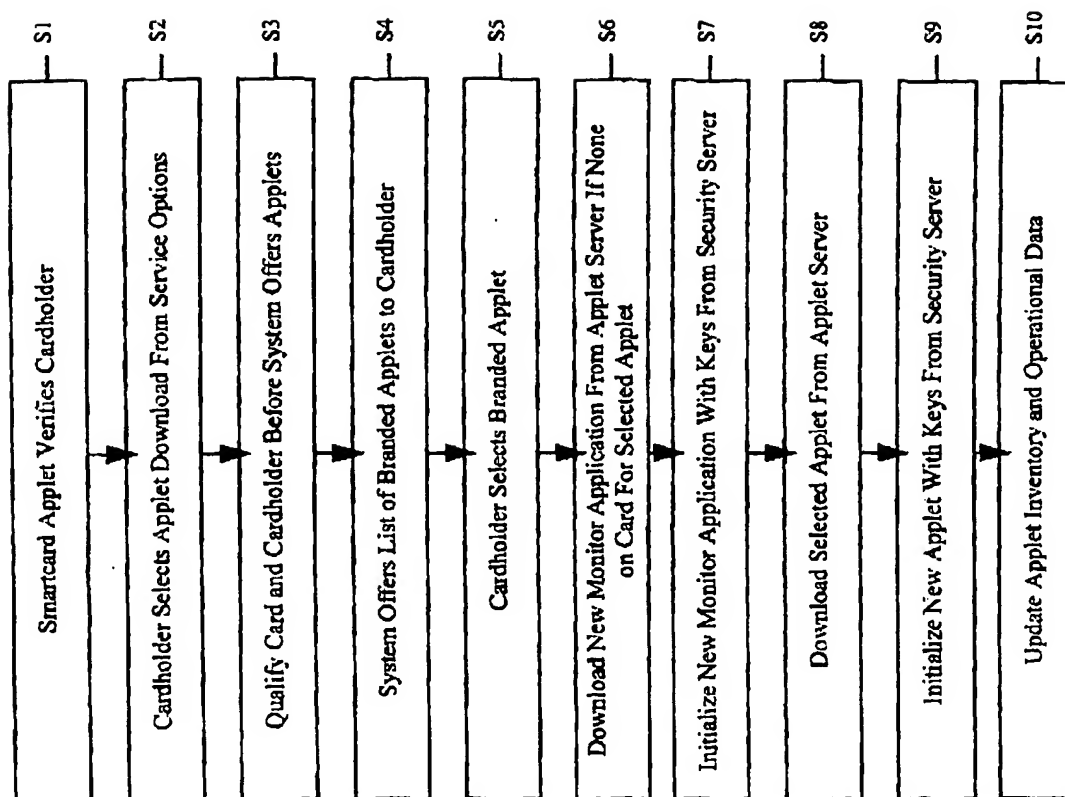 Smartcard Applet Verifies Cardholder
S1
Cardholder Selects Applet Download From Service Options
S2
Qualify Card and Cardholder Before System Offers Applets
S3
System Offers List of Branded Applets to Cardholder
S4
Cardholder Selects Branded Applet
S5
Download New Monitor Application From Applet Server If None
on Card For Selected Applet
S6
Initialize New Monitor Application With Keys From Security Server
S7
Download Selected Applet From Applet Server
S8
Initialize New Applet With Keys From Security Server
S9
Update Applet Inventory and Operational Data
S10